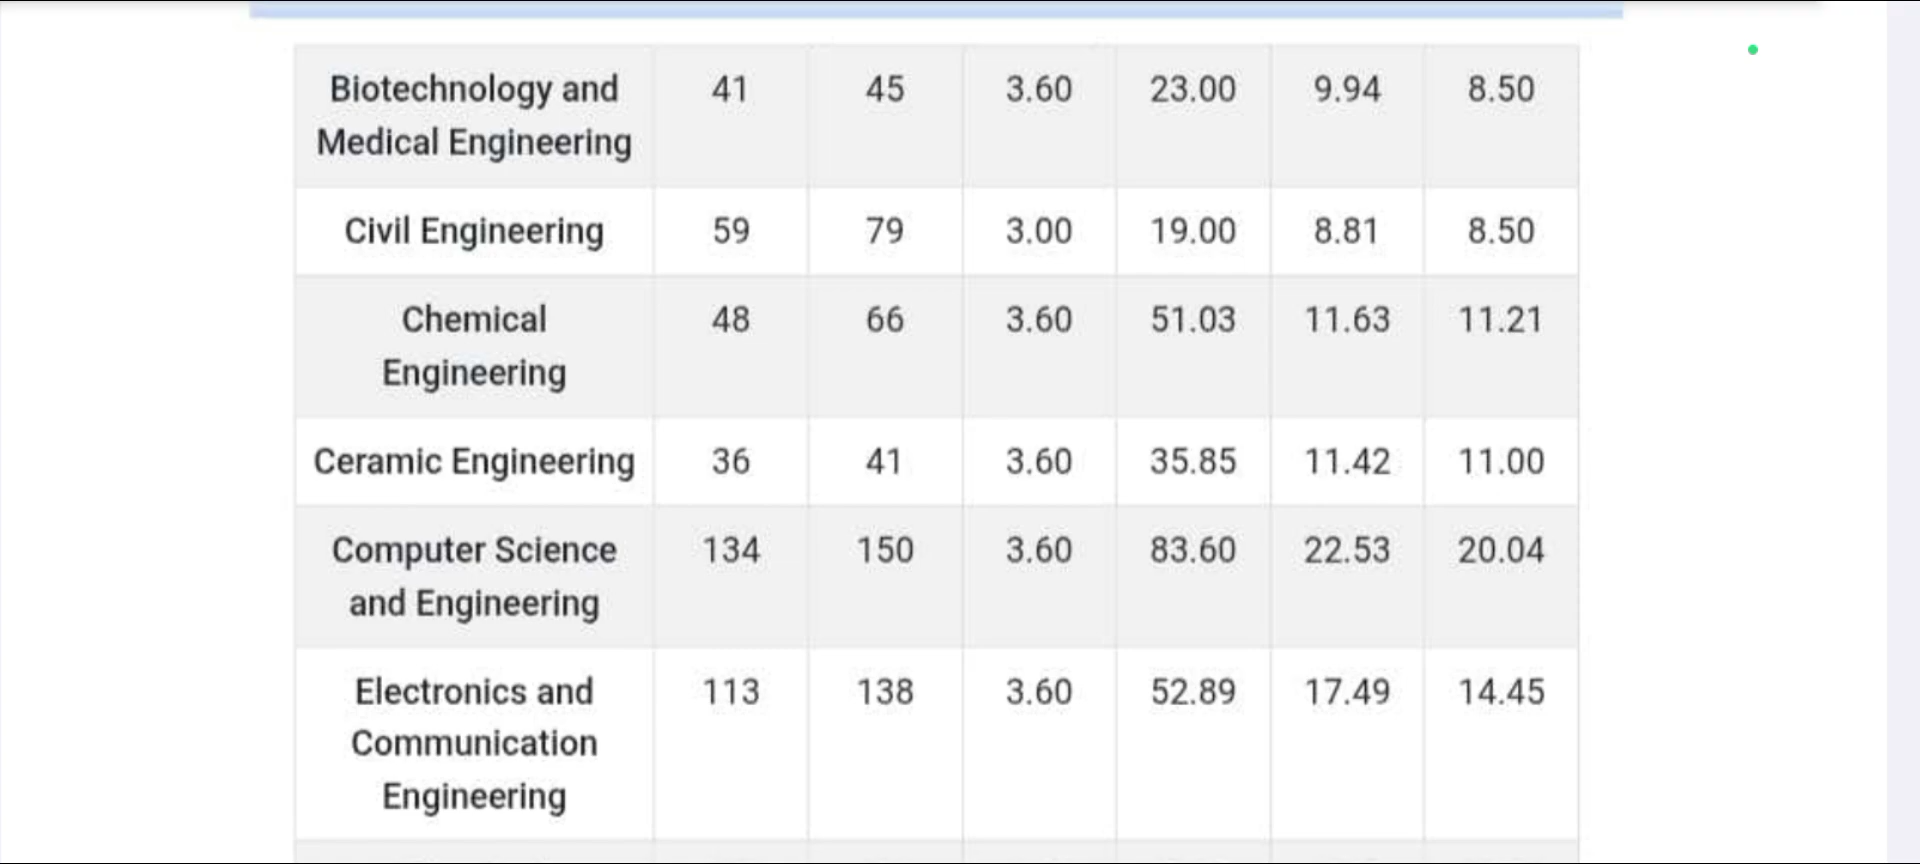 Biotechnology and 41 45 3.60 23.00 9.94 8.50
Medical Engineering
Civil Engineering 59 79 3.00 19.00 8.81 8.50
Chemical 48 66 3.60 51.03 11.63 11.21
Engineering
Ceramic Engineering 36 41 3.60 35.85 11.42 11.00
Computer Science 134 150 3.60 83.60 22.53 20.04
and Engineering
Electronics and 113 138 3.60 52.89 17.49 14.45
Communication
Engineering